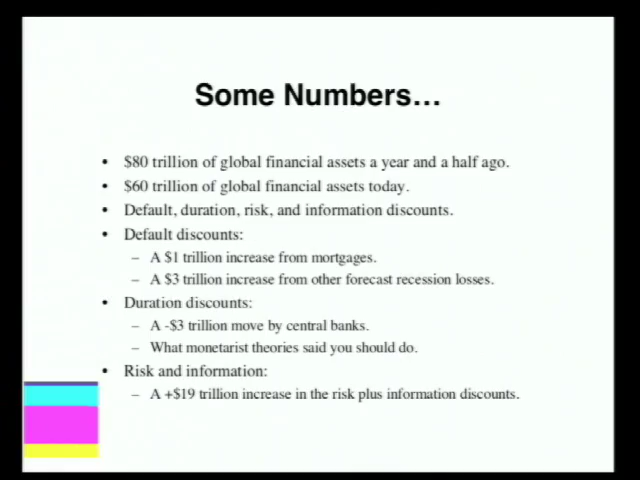 Some Numbers…
• $80 trillion of global financial assets a year and a half ago.
• $60 trillion of global financial assets today.
• Default, duration, risk, and information discounts.
• Default discounts:
– A $1 trillion increase from mortgages.
– A $3 trillion increase from other forecast recession losses.
• Duration discounts:
– A -$3 trillion move by central banks.
– What monetarist theories said you should do.
• Risk and information:
– A +$19 trillion increase in the risk plus information discounts.